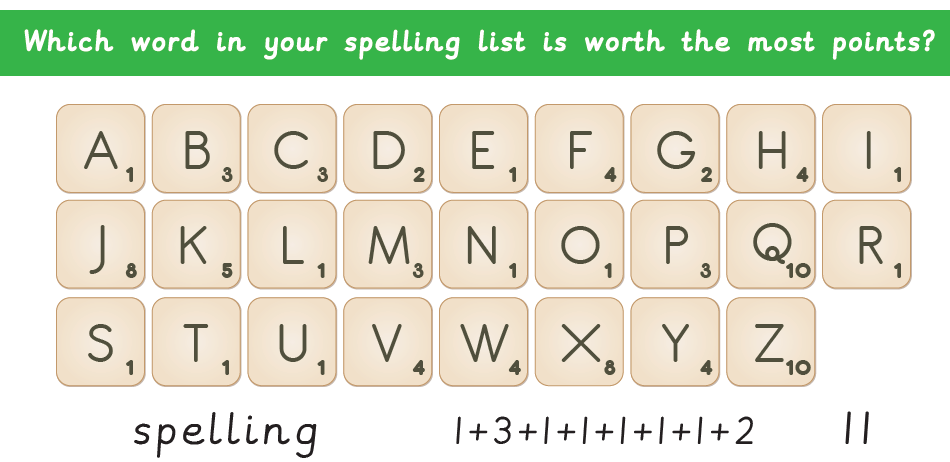 Which word in your spelling list is worth the most points?
A1 B3 C3 D2 E1 F4 G2 H4 I1
J8 K5 L1 M3 N1 O1 P3 Q10 R1
S1 T1 U1 V4 W4 X8 Y4 Z10
spelling 1+3+1+1+1+1+1+2 11